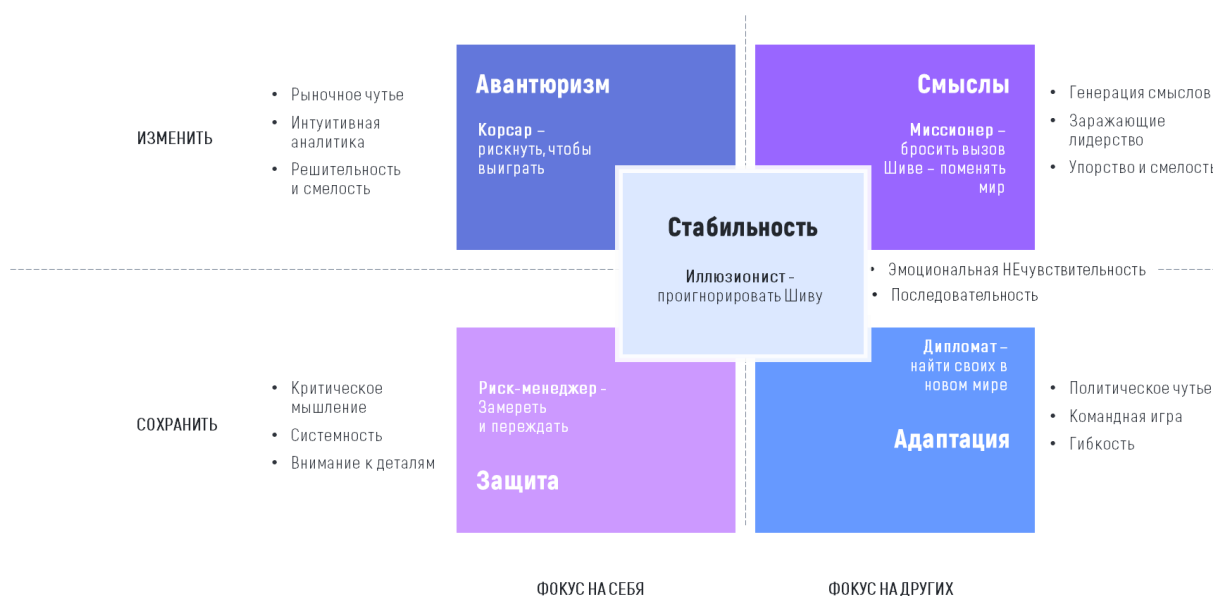 ИЗМЕНИТЬ
• Рыночное чутье
• Интуитивная
аналитика
• Решительность
и смелость
Авантюризм
Корсар –
рискнуть, чтобы
выиграть
Смыслы
Миссионер –
бросить вызов
Шиве – поменять
мир
• Генерация смыслов
• Заражающие
лидерство
• Упорство и смелость
Стабильность
Иллюзионист -
проигнорировать Шиву
• Эмоциональная НЕчувствительность
• Последовательность
СОХРАНИТЬ
• Критическое
мышление
• Системность
• Внимание к деталям
Риск-менеджер -
Замереть
и переждать
Защита
Дипломат –
найти своих в
новом мире
Адаптация
• Политическое чутье
• Командная игра
• Гибкость
ФОКУС НА СЕБЯ
ФОКУС НА ДРУГИХ